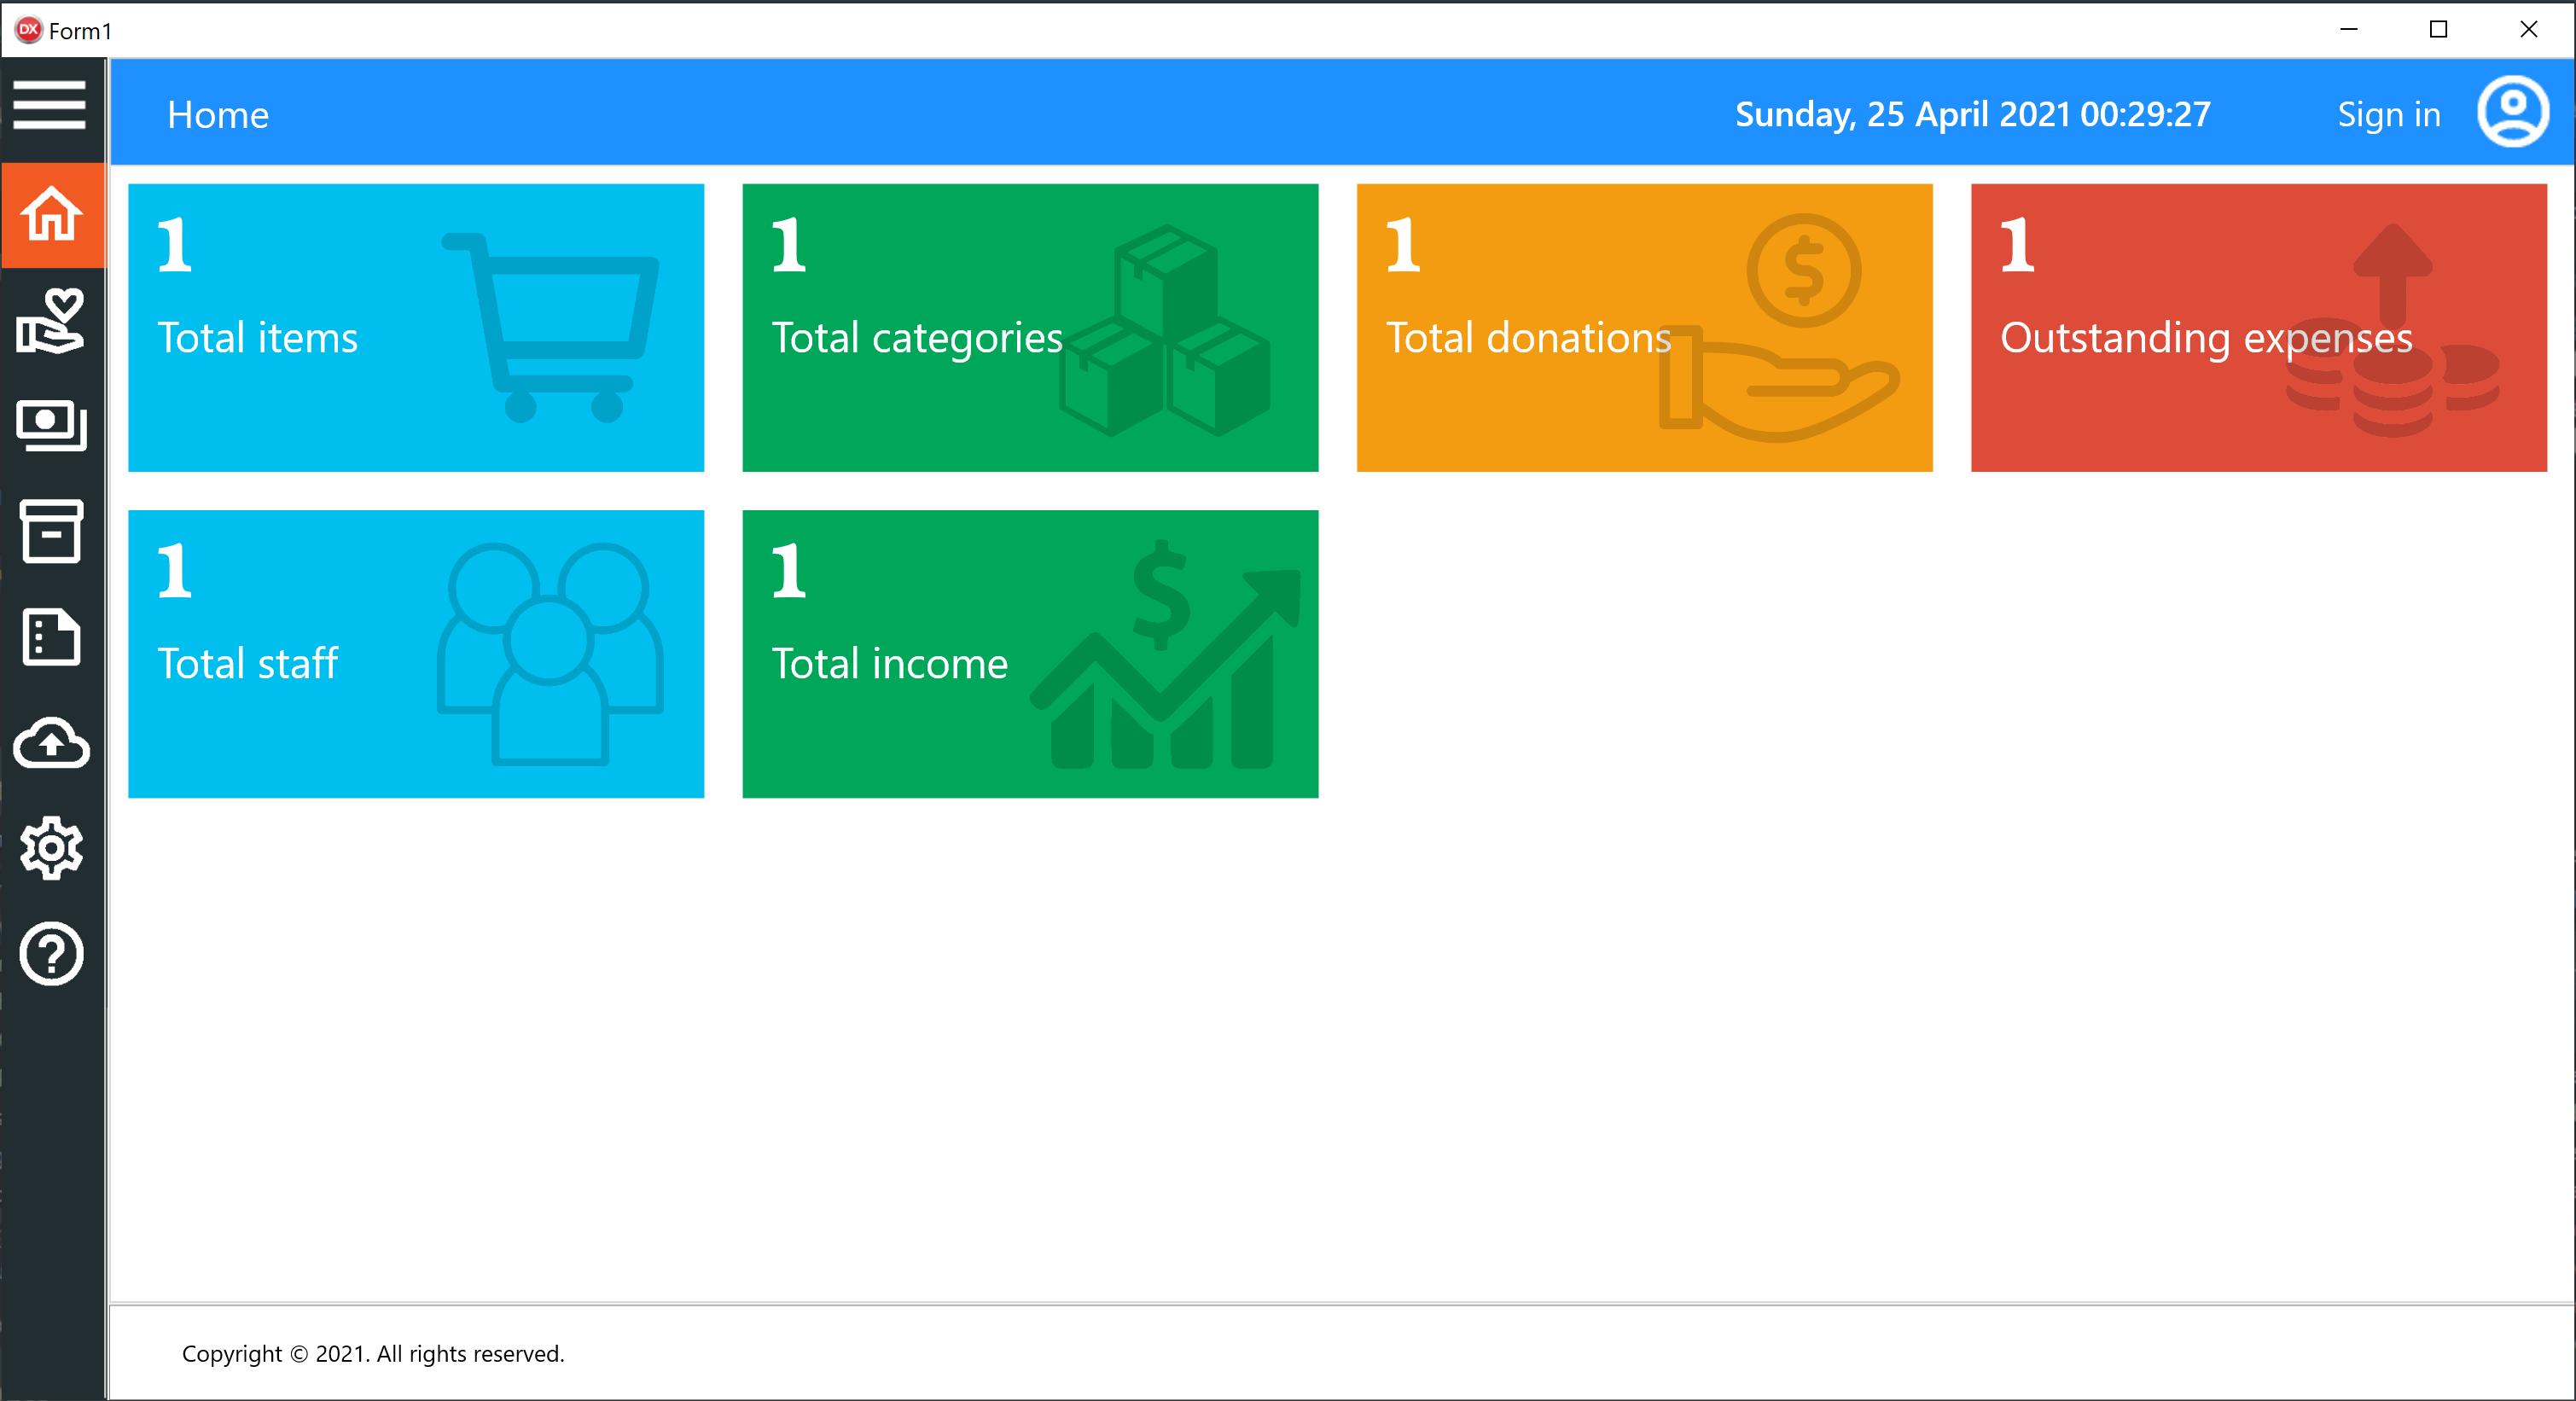 DX Form1
Home
Sunday, 25 April 2021 00:29:27
Sign in
1
Total items
1
Total categories
1
Total donations
1
Outstanding expenses
1
Total staff
1
Total income
Copyright © 2021. All rights reserved.